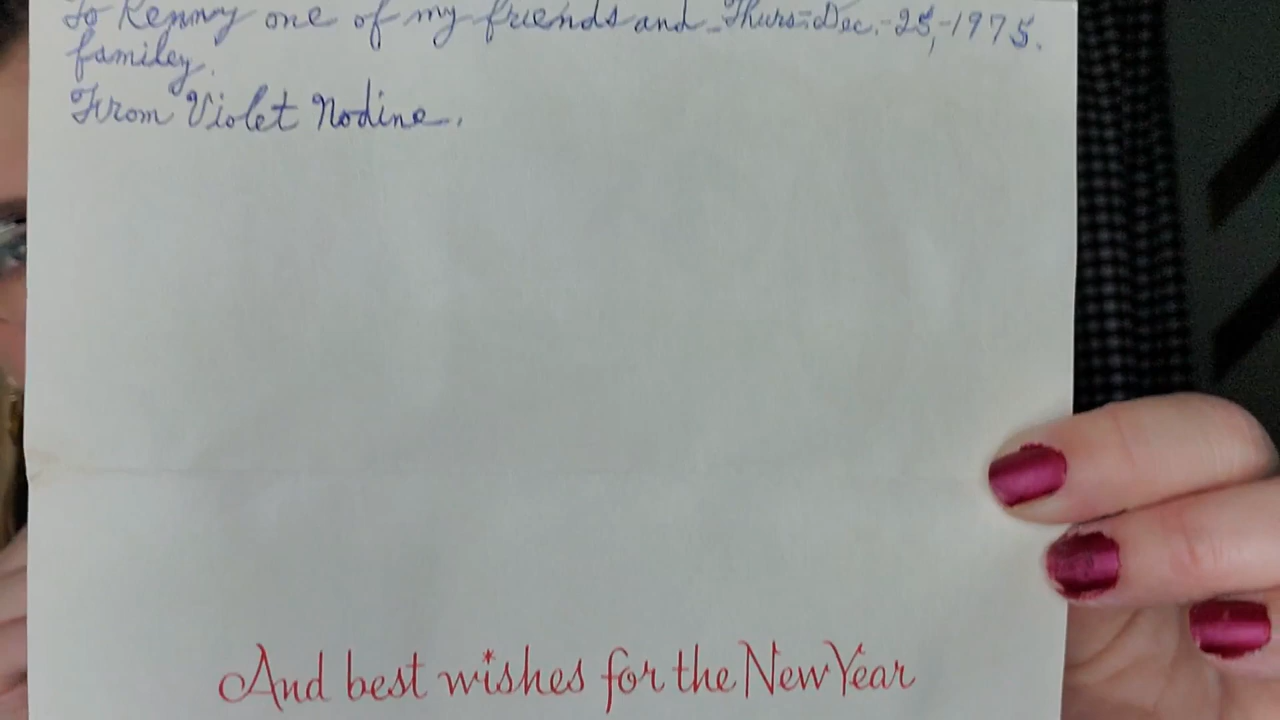 To Kenny one of my friends and - Thurs - Dec. - 25, - 1975.
familey.
From Violet Nodine.
And best wishes for the New Year